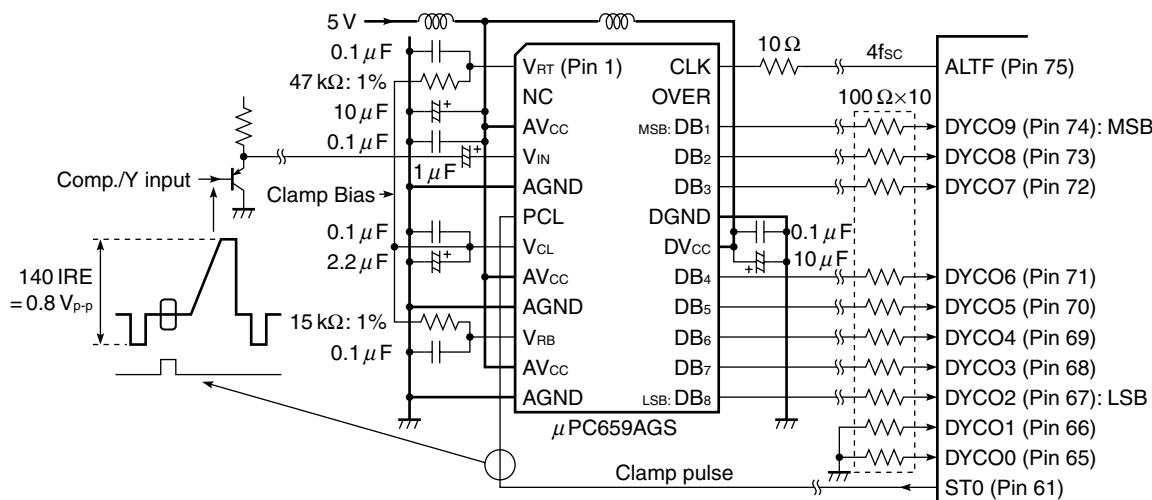 5 V
0.1 µF
47 kΩ: 1%
10 µF
0.1 µF
1 µF
Comp./Y input
Clamp Bias
0.1 µF
2.2 µF
140 IRE
= 0.8 Vp-p
15 kΩ: 1%
0.1 µF
VRT (Pin 1)
NC
AVCC
VIN
AGND
PCL
VCL
AVCC
AGND
VRB
AVCC
AGND
CLK
OVER
MSB: DB1
DB2
DB3
DGND
DVCC
DB4
DB5
DB6
DB7
LSB: DB8
µPC659AGS
10 Ω
4fSC
100 Ω×10
0.1 µF
10 µF
ALTF (Pin 75)
DYCO9 (Pin 74): MSB
DYCO8 (Pin 73)
DYCO7 (Pin 72)
DYCO6 (Pin 71)
DYCO5 (Pin 70)
DYCO4 (Pin 69)
DYCO3 (Pin 68)
DYCO2 (Pin 67): LSB
DYCO1 (Pin 66)
DYCO0 (Pin 65)
ST0 (Pin 61)
Clamp pulse